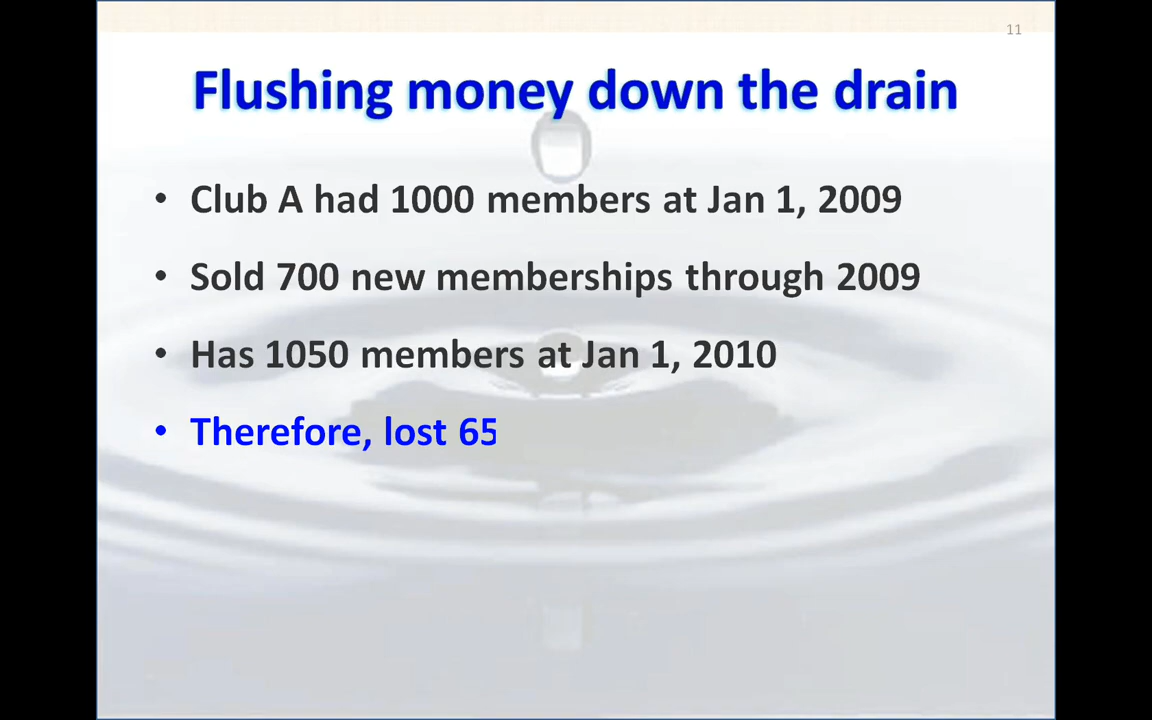 11
Flushing money down the drain
• Club A had 1000 members at Jan 1, 2009
• Sold 700 new memberships through 2009
• Has 1050 members at Jan 1, 2010
• Therefore, lost 65